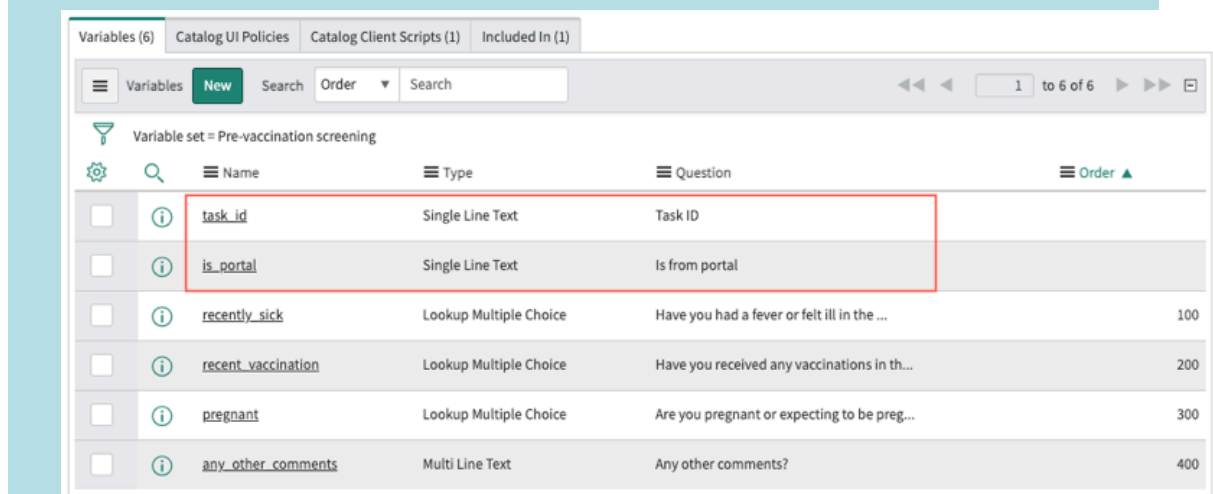 Variables (6) Catalog UI Policies Catalog Client Scripts (1) Included In (1)
Variables New Search Order Search 1 to 6 of 6
Variable set = Pre-vaccination screening
Name Type Question Order
task_id Single Line Text Task ID
is_portal Single Line Text Is from portal
recently_sick Lookup Multiple Choice Have you had a fever or felt ill in the ... 100
recent_vaccination Lookup Multiple Choice Have you received any vaccinations in th... 200
pregnant Lookup Multiple Choice Are you pregnant or expecting to be preg... 300
any_other_comments Multi Line Text Any other comments? 400